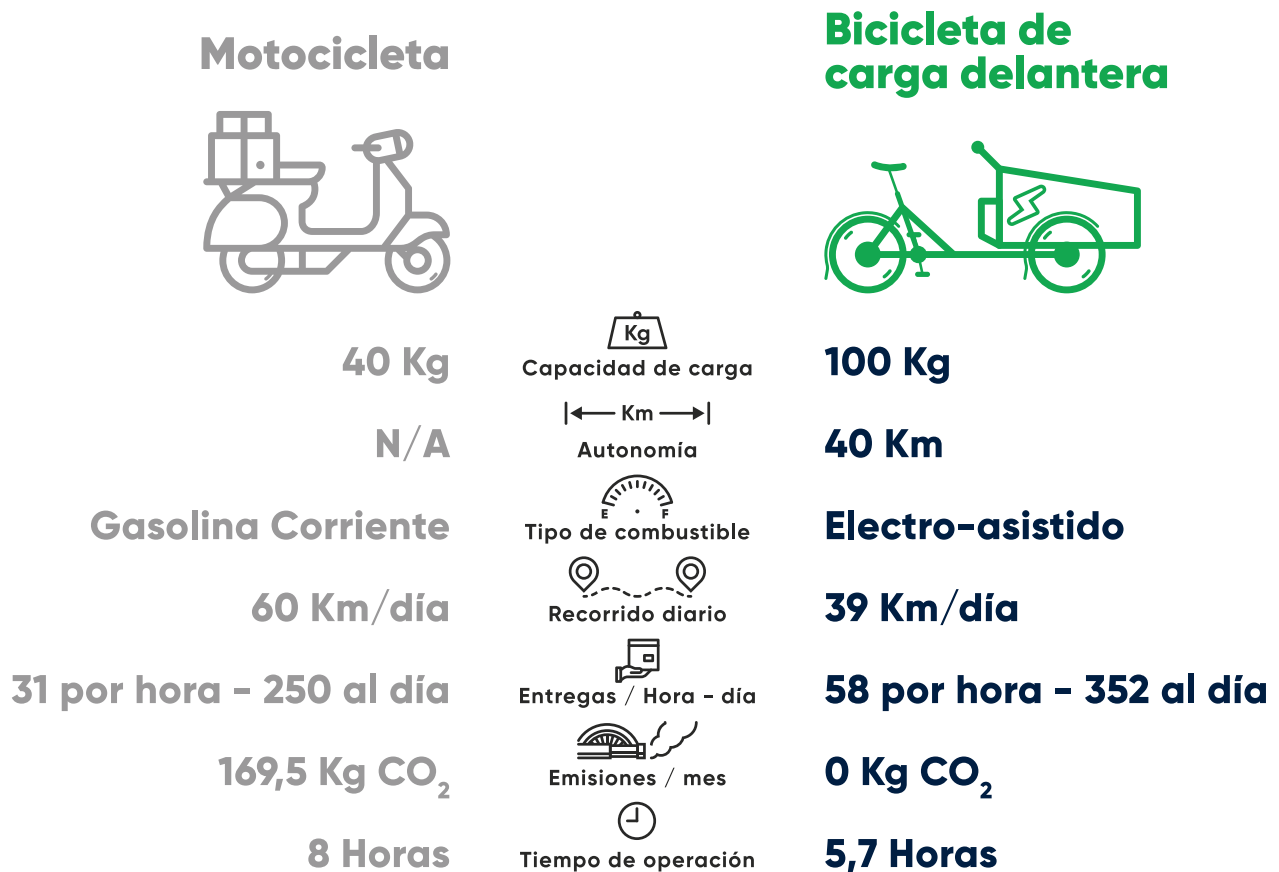 Motocicleta
Bicicleta de
carga delantera
Kg
40 Kg
Capacidad de carga
100 Kg
Km
N/A
Autonomía
40 Km
E F
Gasolina Corriente
Tipo de combustible
Electro-asistido
60 Km/día
Recorrido diario
39 Km/día
31 por hora - 250 al día
Entregas / Hora - día
58 por hora - 352 al día
169,5 Kg CO₂
Emisiones / mes
0 Kg CO₂
8 Horas
Tiempo de operación
5,7 Horas